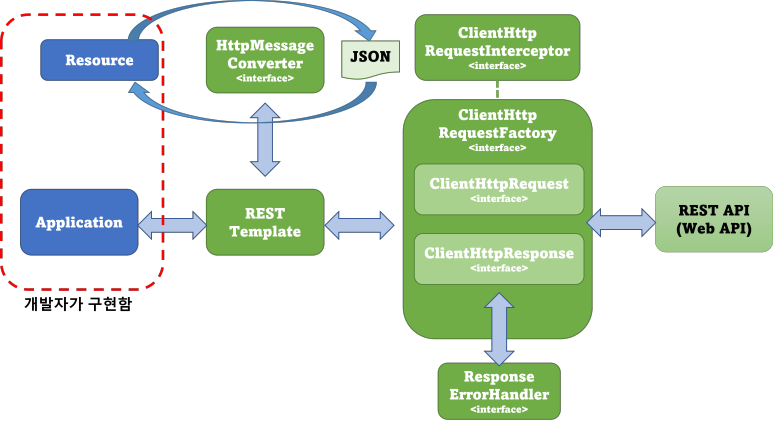 Resource
HttpMessage
Converter
<interface>
JSON
ClientHttp
RequestInterceptor
<interface>
ClientHttp
RequestFactory
<interface>
ClientHttpRequest
<interface>
Application
REST
Template
ClientHttpResponse
<interface>
REST API
(Web API)
개발자가 구현함
Response
ErrorHandler
<interface>